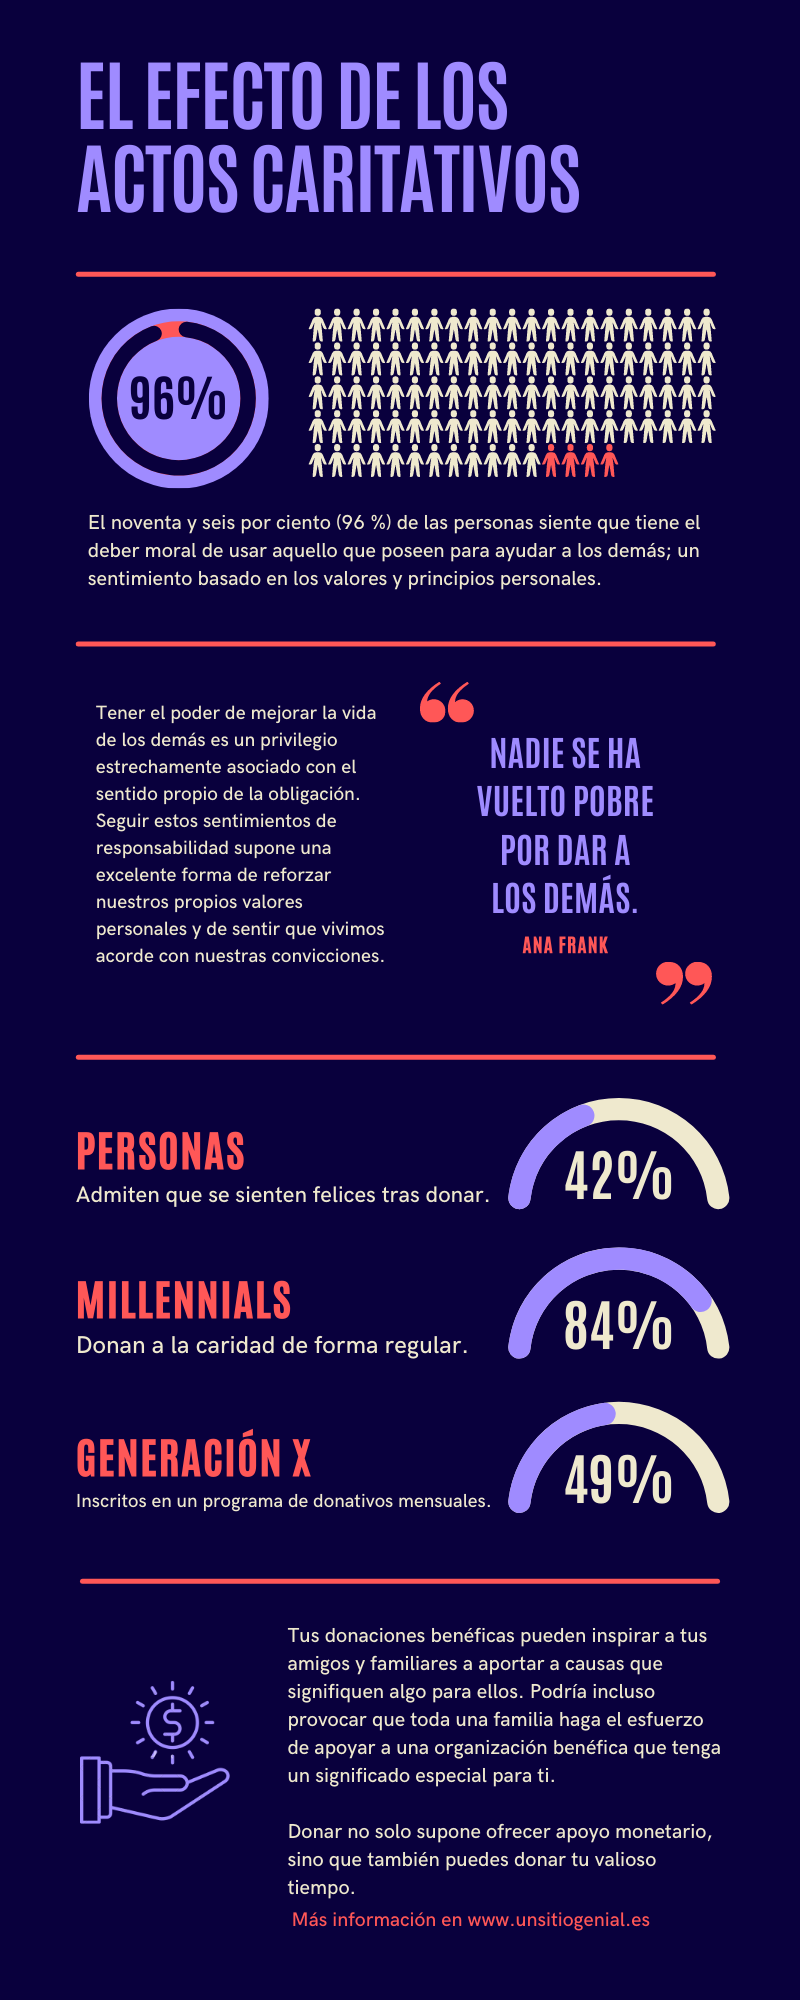 EL EFECTO DE LOS
ACTOS CARITATIVOS
96%
El noventa y seis por ciento (96 %) de las personas siente que tiene el
deber moral de usar aquello que poseen para ayudar a los demás; un
sentimiento basado en los valores y principios personales.
Tener el poder de mejorar la vida
de los demás es un privilegio
estrechamente asociado con el
sentido propio de la obligación.
Seguir estos sentimientos de
responsabilidad supone una
excelente forma de reforzar
nuestros propios valores
personales y de sentir que vivimos
acorde con nuestras convicciones.
“
NADIE SE HA
VUELTO POBRE
POR DAR A
LOS DEMÁS.
ANA FRANK
”
PERSONAS
Admiten que se sienten felices tras donar.
42%
MILLENNIALS
Donan a la caridad de forma regular.
84%
GENERACIÓN X
Inscritos en un programa de donativos mensuales.
49%
$
Tus donaciones benéficas pueden inspirar a tus
amigos y familiares a aportar a causas que
signifiquen algo para ellos. Podría incluso
provocar que toda una familia haga el esfuerzo
de apoyar a una organización benéfica que tenga
un significado especial para ti.
Donar no solo supone ofrecer apoyo monetario,
sino que también puedes donar tu valioso
tiempo.
Más información en www.unsitiogenial.es